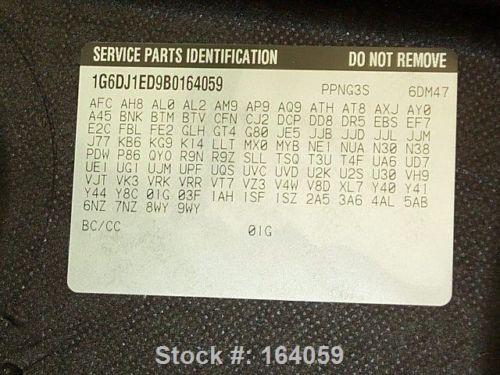 SERVICE PARTS IDENTIFICATION DO NOT REMOVE
1G6DJ1ED9B0164059 PPNG3S 6DM47
AFC AH8 AL0 AL2 AM9 AP9 AQ9 ATH AT8 AXJ AY0
A45 BNK BTM BTV CFN CJ2 DCP DD8 DR5 EBS EF7
E2C FBL FE2 GLH GT4 G80 JE5 JJB JJD JJL JJM
J77 KB6 KG9 K14 LLT MX0 MYB NE1 NUA N30 N38
PDW P86 QYO R9N R9Z SLL TSQ T3U T4F UA6 UD7
UE1 UG1 UJM UPF UQS UVC UVD U2K U2S U30 VH9
VJT VK3 VRK VRR VT7 VZ3 V4W V8D XL7 Y40 Y41
Y44 Y8C 01G 03F 1AH 1SF 1SZ 2A5 3A6 4AL 5AB
6NZ 7NZ 8WY 9WY
BC/CC 01G
Stock #: 164059